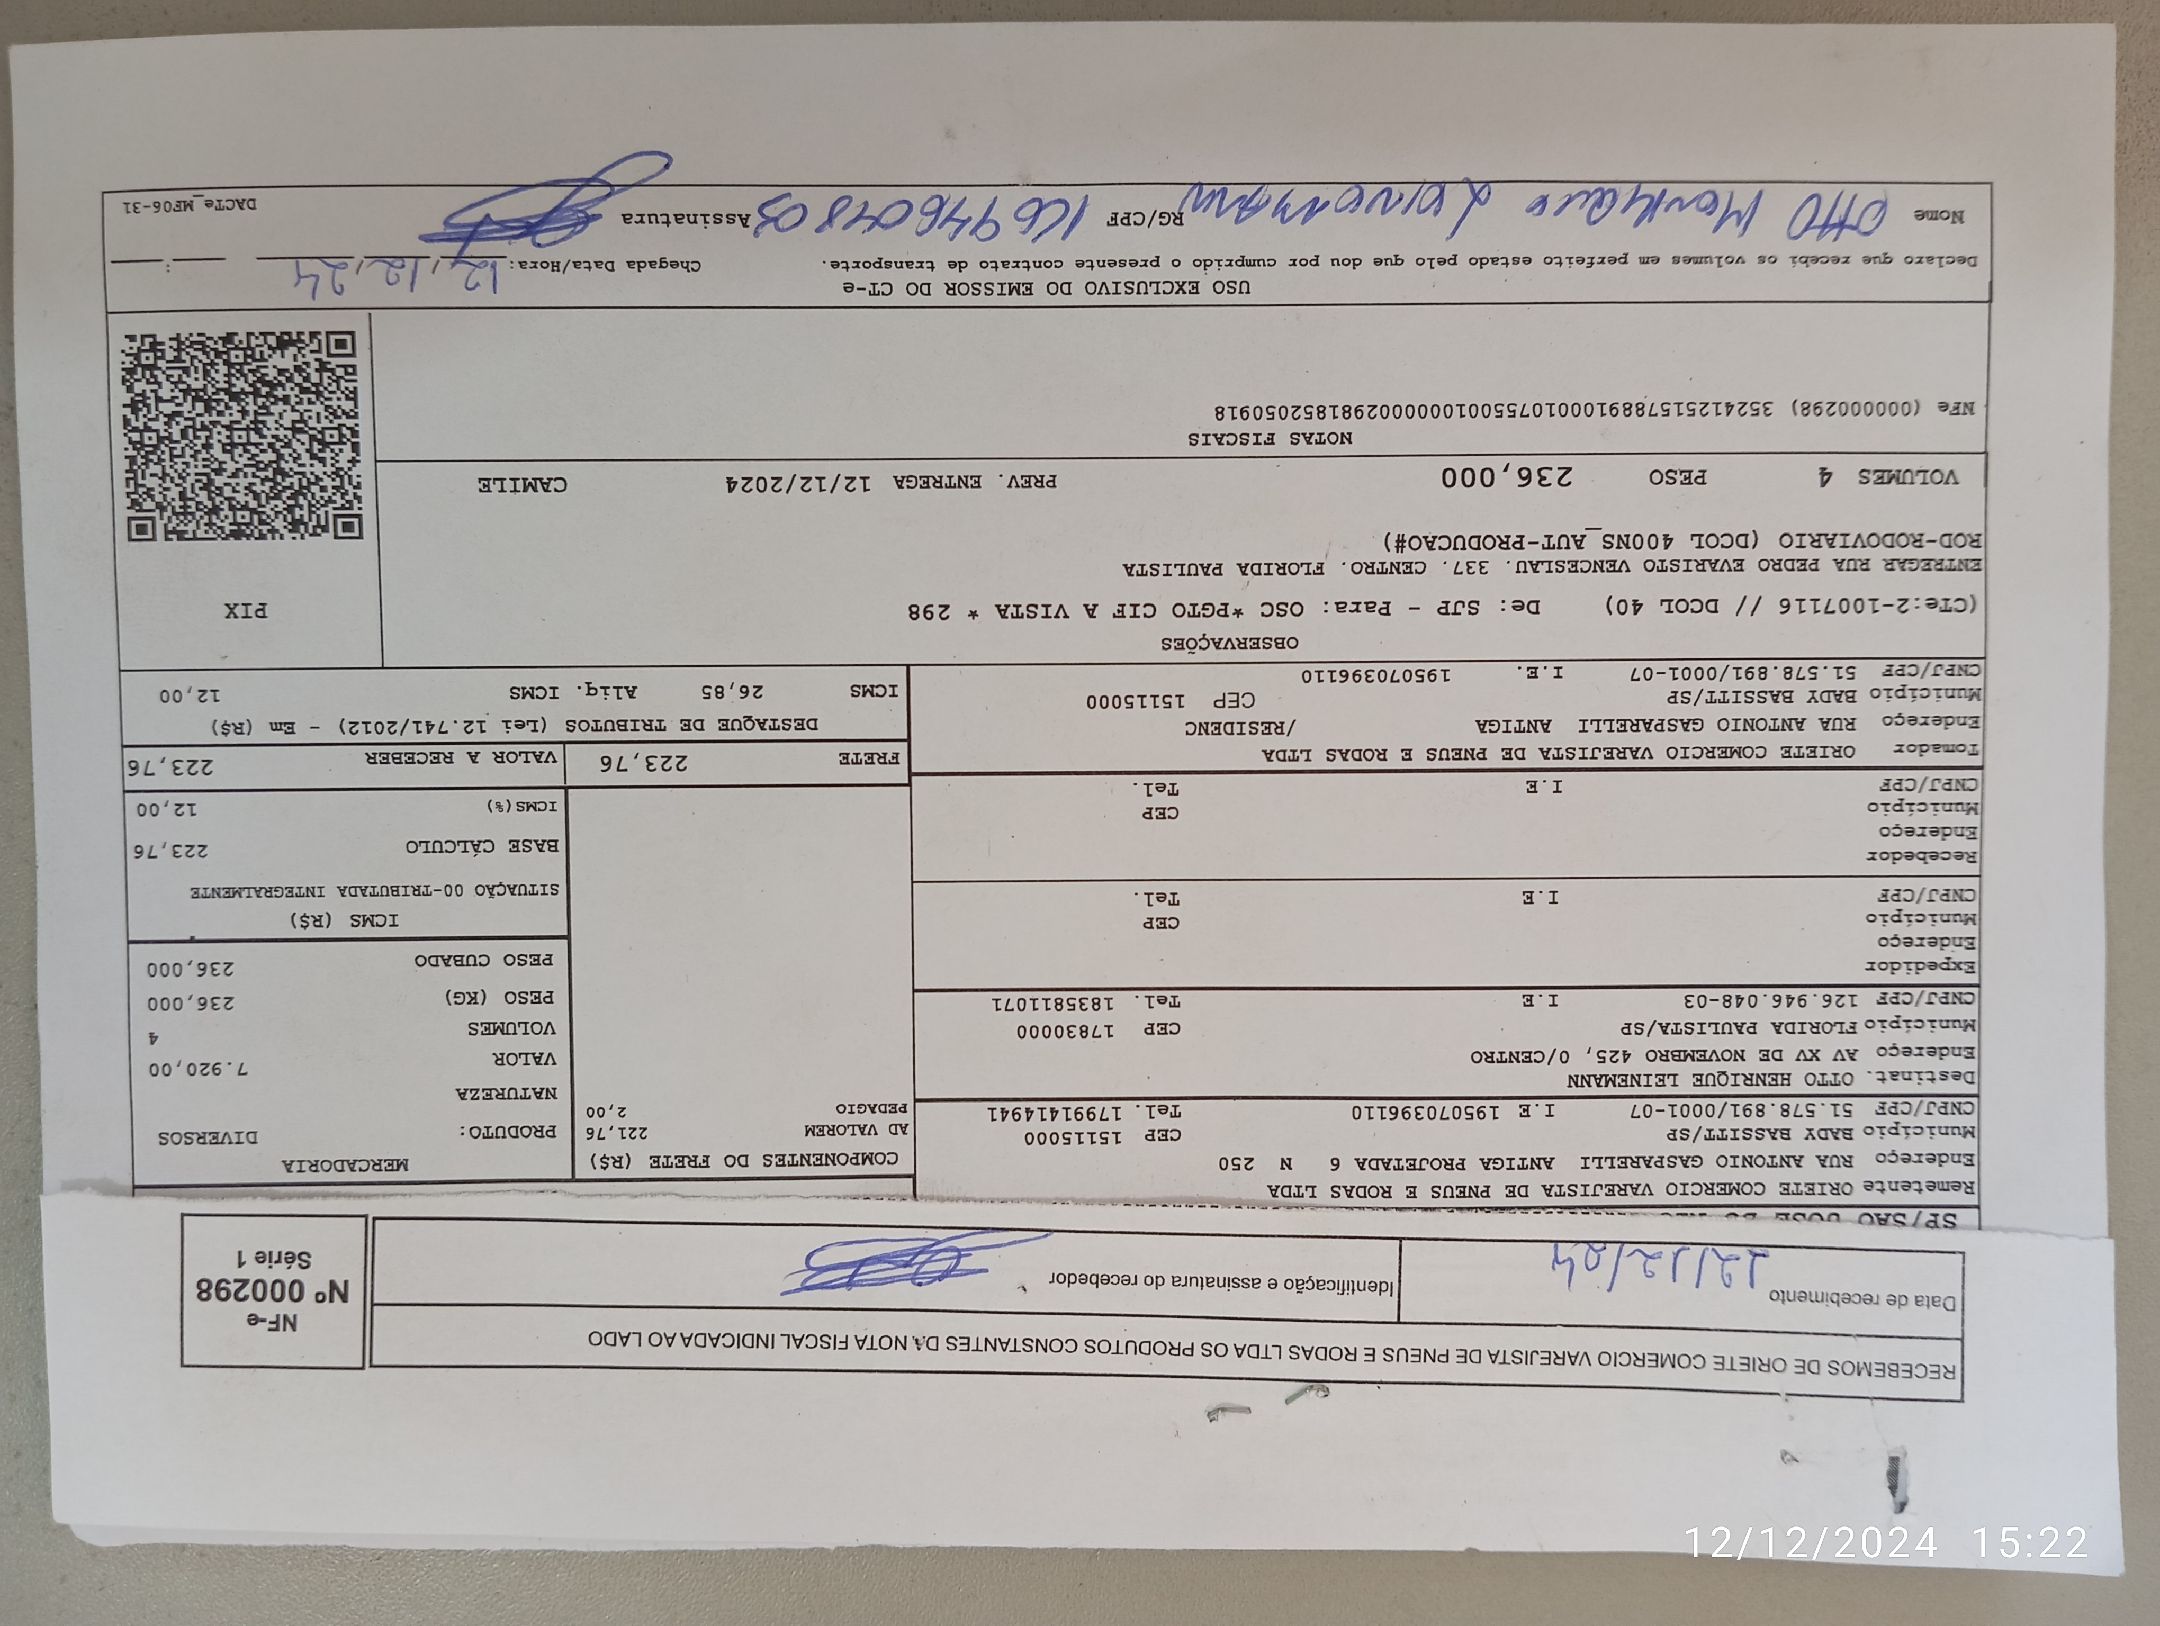 RECEBEMOS DE ORIETE COMERCIO VAREJISTA DE PNEUS E RODAS LTDA OS PRODUTOS CONSTANTES DA NOTA FISCAL INDICADA AO LADO
Data de recebimento 12/12/24
Identificação e assinatura do recebedor
NF-e
Nº 000298
Série 1
Remetente ORIETE COMERCIO VAREJISTA DE PNEUS E RODAS LTDA
Endereço RUA ANTONIO GASPARELLI ANTIGA PROJETADA 6 N 250
Município BADY BASSITT/SP CEP 15115000
CNPJ/CPF 51.578.891/0001-07 I.E 195070396110 Tel. 17991414941
Destinat. OTTO HENRIQUE LEINEMANN
Endereço AV XV DE NOVEMBRO 425, 0/CENTRO
Município FLORIDA PAULISTA/SP CEP 17830000
CNPJ/CPF 126.946.048-03 I.E Tel. 1835811071
Expedidor
Endereço
Município CEP
CNPJ/CPF I.E Tel.
Recebedor
Endereço
Município CEP
CNPJ/CPF I.E Tel.
Tomador ORIETE COMERCIO VAREJISTA DE PNEUS E RODAS LTDA
Endereço RUA ANTONIO GASPARELLI ANTIGA /RESIDENC
Município BADY BASSITT/SP CEP 15115000
CNPJ/CPF 51.578.891/0001-07 I.E. 195070396110
COMPONENTES DO FRETE (R$)
AD VALOREM 221,76
PEDAGIO 2,00
MERCADORIA
PRODUTO: DIVERSOS
NATUREZA
VALOR 7.920,00
VOLUMES 4
PESO (KG) 236,000
PESO CUBADO 236,000
ICMS (R$)
SITUAÇÃO 00-TRIBUTADA INTEGRALMENTE
BASE CÁLCULO 223,76
ICMS(%) 12,00
FRETE 223,76 VALOR A RECEBER 223,76
DESTAQUE DE TRIBUTOS (Lei 12.741/2012) - Em (R$)
ICMS 26,85 Aliq. ICMS 12,00
OBSERVAÇÕES
(CTe:2-1007116 // DCOL 40) De: SJP - Para: OSC *PGTO CIF A VISTA * 298
ENTREGAR RUA PEDRO EVARISTO VENCESLAU. 337. CENTRO. FLORIDA PAULISTA
ROD-RODOVIARIO (DCOL 400NS_AUT-PRODUCAO#)
VOLUMES 4 PESO 236,000 PREV. ENTREGA 12/12/2024 CAMILE
PIX
NOTAS FISCAIS
NFe (000000298) 35241251578891000107550010000002981852050918
USO EXCLUSIVO DO EMISSOR DO CT-e
Declaro que recebi os volumes em perfeito estado pelo que dou por cumprido o presente contrato de transporte. Chegada Data/Hora: 12/12/24 :
Nome OTTO RG/CPF Assinatura
DACTe_MF06-31
12/12/2024 15:22